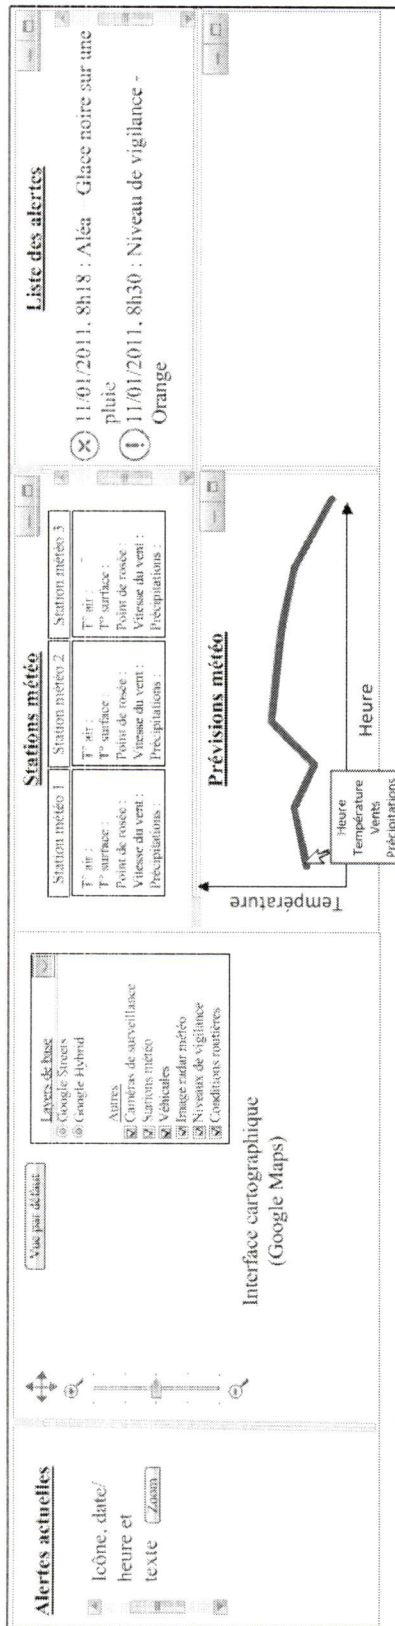 Alertes actuelles
Icône, date/
heure et
texte Zoom
Vue par défaut
Layers de base
Google Streets
Google Hybrid
Autres
Caméras de surveillance
Stations météo
Véhicules
Image radar météo
Niveaux de vigilance
Conditions routières
Interface cartographique
(Google Maps)
Stations météo
Station météo 1 Station météo 2 Station météo 3
T° air : T° air : T° air :
T° surface : T° surface : T° surface :
Point de rosée : Point de rosée : Point de rosée :
Vitesse du vent : Vitesse du vent : Vitesse du vent :
Précipitations : Précipitations : Précipitations :
Prévisions météo
Température
Heure
Heure
Température
Vents
Précipitations
Liste des alertes
11/01/2011, 8h18 : Aléa Glace noire sur une
pluie
11/01/2011, 8h30 : Niveau de vigilance -
Orange